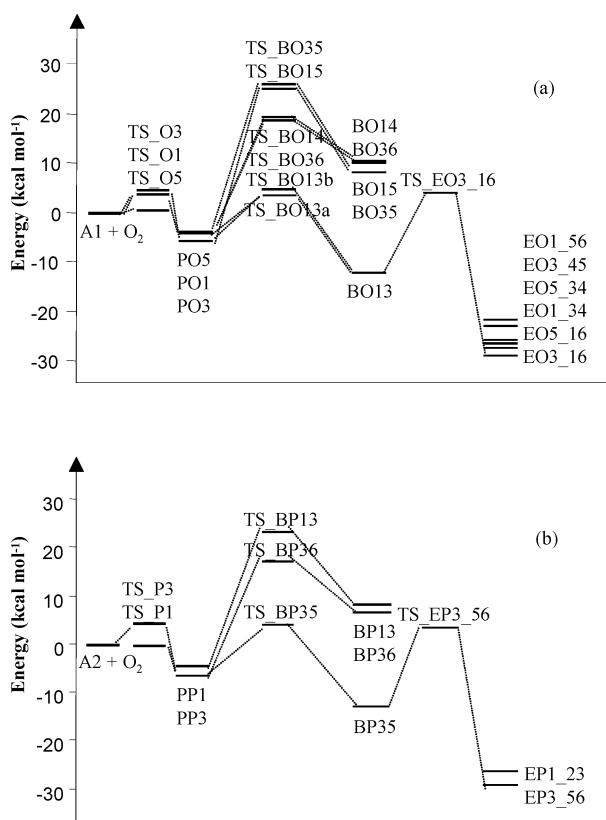 TS_BO35
30
TS_BO15
(a)
TS_O3
20
BO14
TS_BO14
TS_O1
BO36
TS_BO36
10
TS_O5
TS_BO13b
BO15
TS_EO3_16
TS_BO13a
BO35
0
A1 + O2
EO1_56
PO5
EO3_45
-10
PO1
BO13
EO5_34
PO3
EO1_34
-20
EO5_16
EO3_16
-30
Energy (kcal mol-1)
30
TS_BP13
(b)
20
TS_BP36
TS_P3
10
TS_P1
TS_BP35
TS_EP3_56
BP13
0
A2 + O2
BP36
PP1
-10
PP3
BP35
-20
EP1_23
-30
EP3_56
Energy (kcal mol-1)